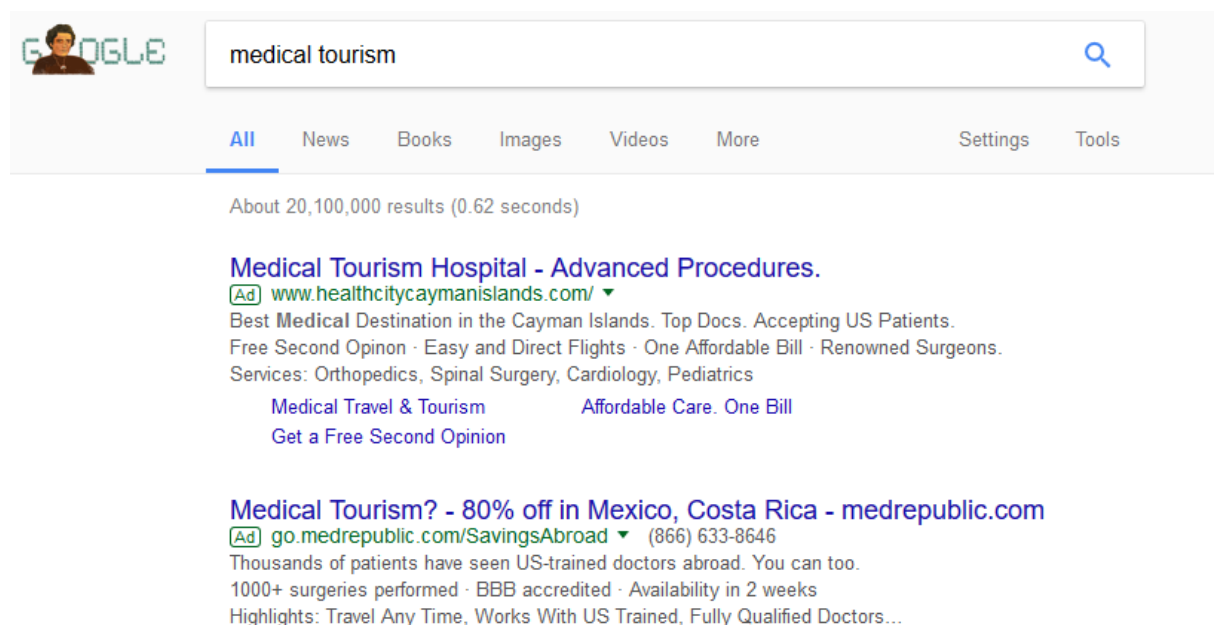 GOOGLE
medical tourism
All News Books Images Videos More Settings Tools
About 20,100,000 results (0.62 seconds)
Medical Tourism Hospital - Advanced Procedures.
Ad www.healthcitycaymanislands.com/
Best Medical Destination in the Cayman Islands. Top Docs. Accepting US Patients.
Free Second Opinon · Easy and Direct Flights · One Affordable Bill · Renowned Surgeons.
Services: Orthopedics, Spinal Surgery, Cardiology, Pediatrics
Medical Travel & Tourism Affordable Care. One Bill
Get a Free Second Opinion
Medical Tourism? - 80% off in Mexico, Costa Rica - medrepublic.com
Ad go.medrepublic.com/SavingsAbroad (866) 633-8646
Thousands of patients have seen US-trained doctors abroad. You can too.
1000+ surgeries performed · BBB accredited · Availability in 2 weeks
Highlights: Travel Any Time, Works With US Trained, Fully Qualified Doctors...